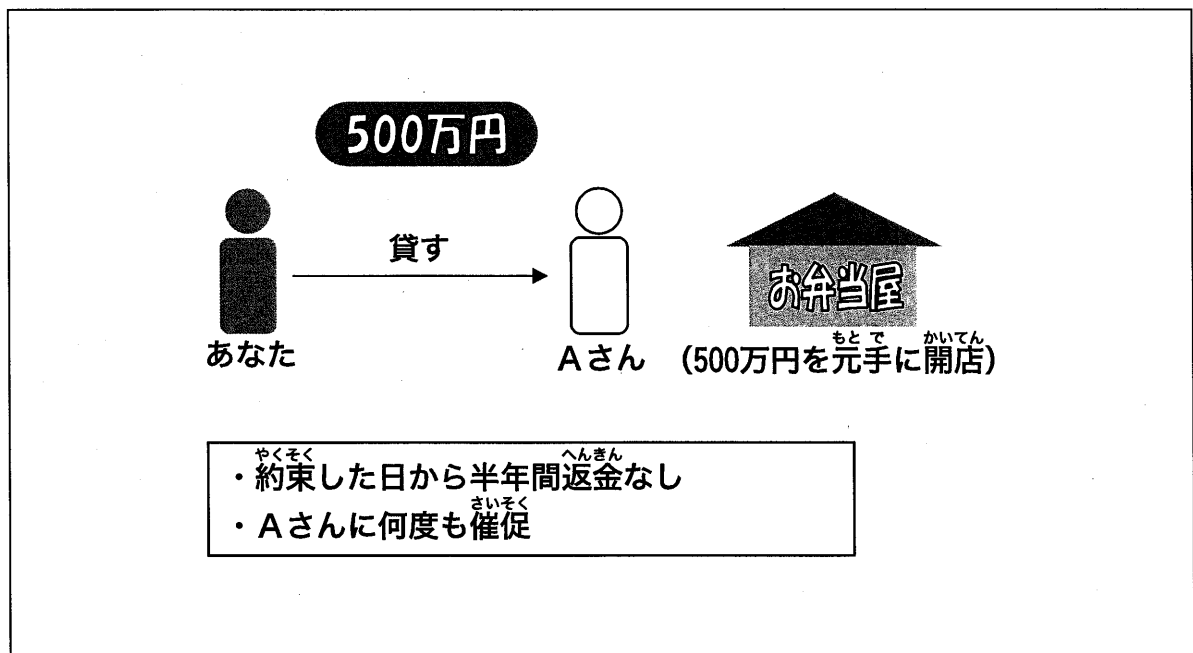 500万円
貸す
お弁当屋
あなた
Aさん
(500万円を元手に開店)
もとで
かいてん
・約束した日から半年間返金なし
やくそく
へんきん
・Aさんに何度も催促
さいそく